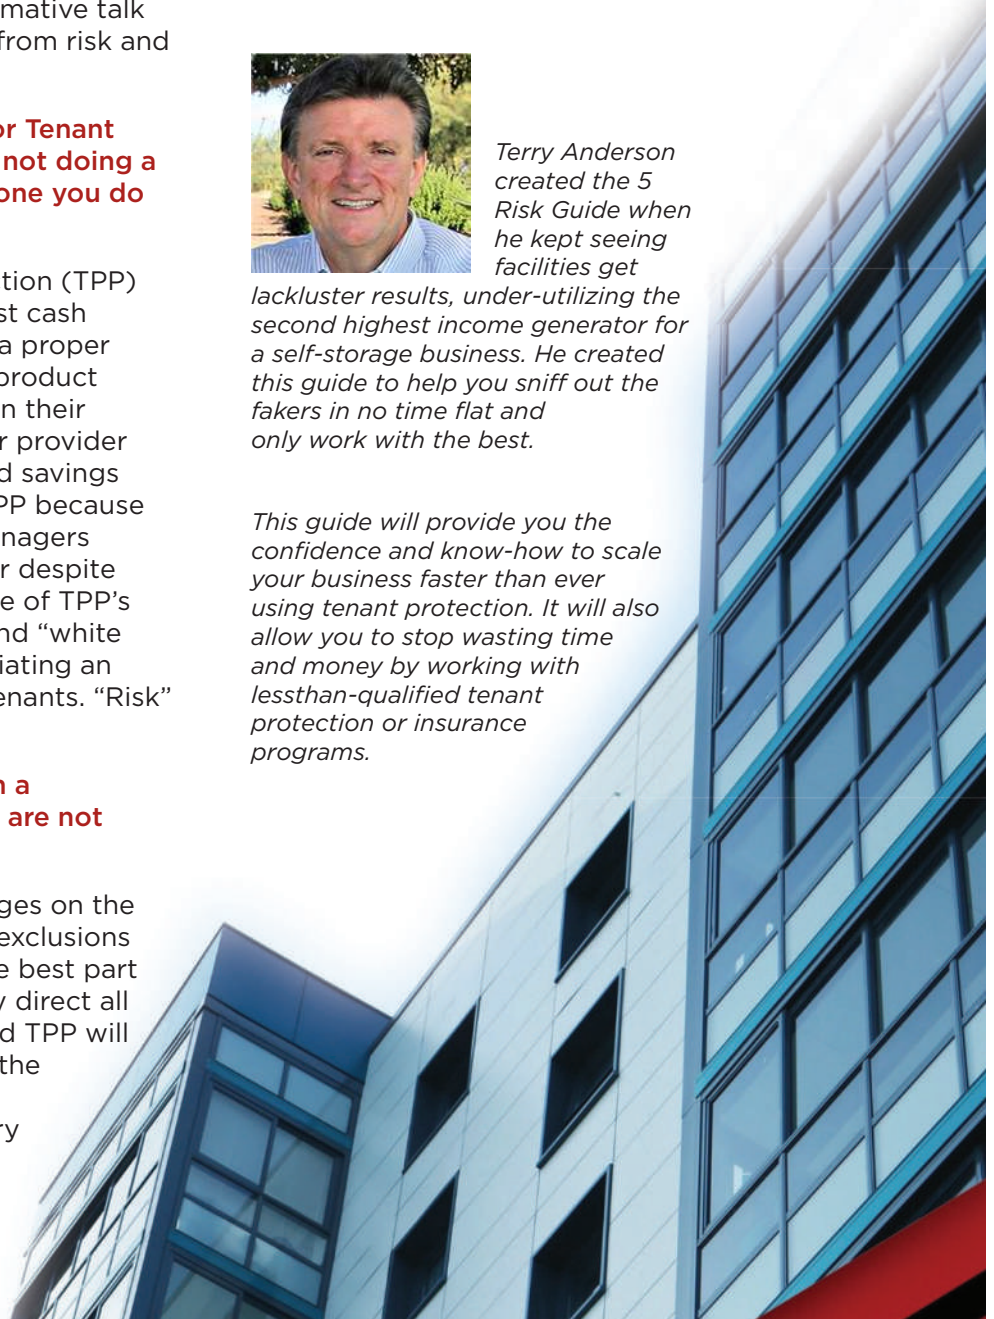 mative talk
from risk and
or Tenant
not doing a
one you do
tion (TPP)
st cash
a proper
product
n their
r provider
d savings
PP because
nagers
r despite
e of TPP’s
nd “white
iating an
enants. “Risk”
n a
are not
ges on the
exclusions
e best part
y direct all
d TPP will
the
ry
Terry Anderson
created the 5
Risk Guide when
he kept seeing
facilities get
lackluster results, under-utilizing the
second highest income generator for
a self-storage business. He created
this guide to help you sniff out the
fakers in no time flat and
only work with the best.
This guide will provide you the
confidence and know-how to scale
your business faster than ever
using tenant protection. It will also
allow you to stop wasting time
and money by working with
lessthan-qualified tenant
protection or insurance
programs.